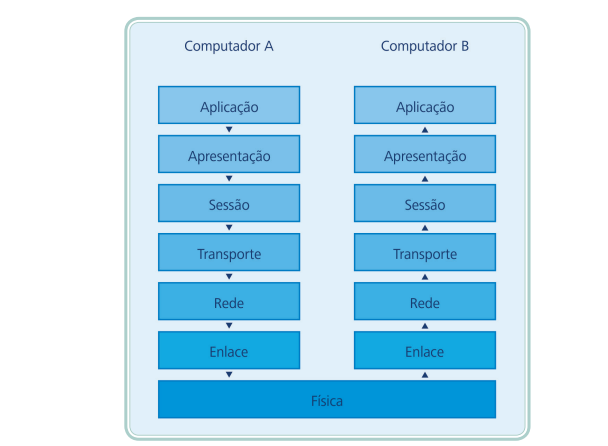 Computador A
Computador B
Aplicação
Aplicação
Apresentação
Apresentação
Sessão
Sessão
Transporte
Transporte
Rede
Rede
Enlace
Enlace
Física